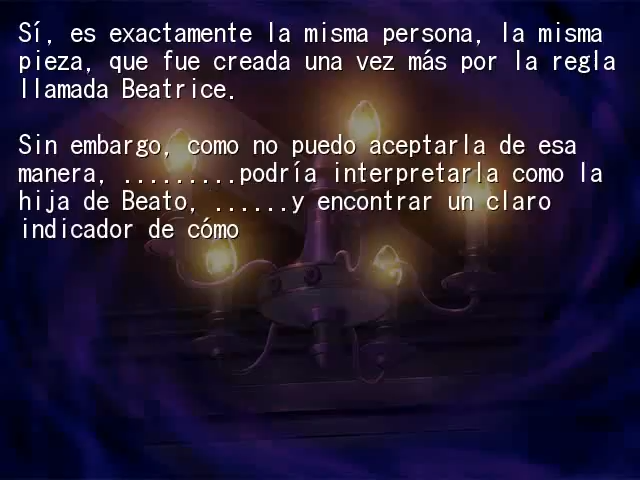 Sí, es exactamente la misma persona, la misma
pieza, que fue creada una vez más por la regla
llamada Beatrice.
Sin embargo, como no puedo aceptarla de esa
manera, .........podría interpretarla como la
hija de Beato, ......y encontrar un claro
indicador de cómo